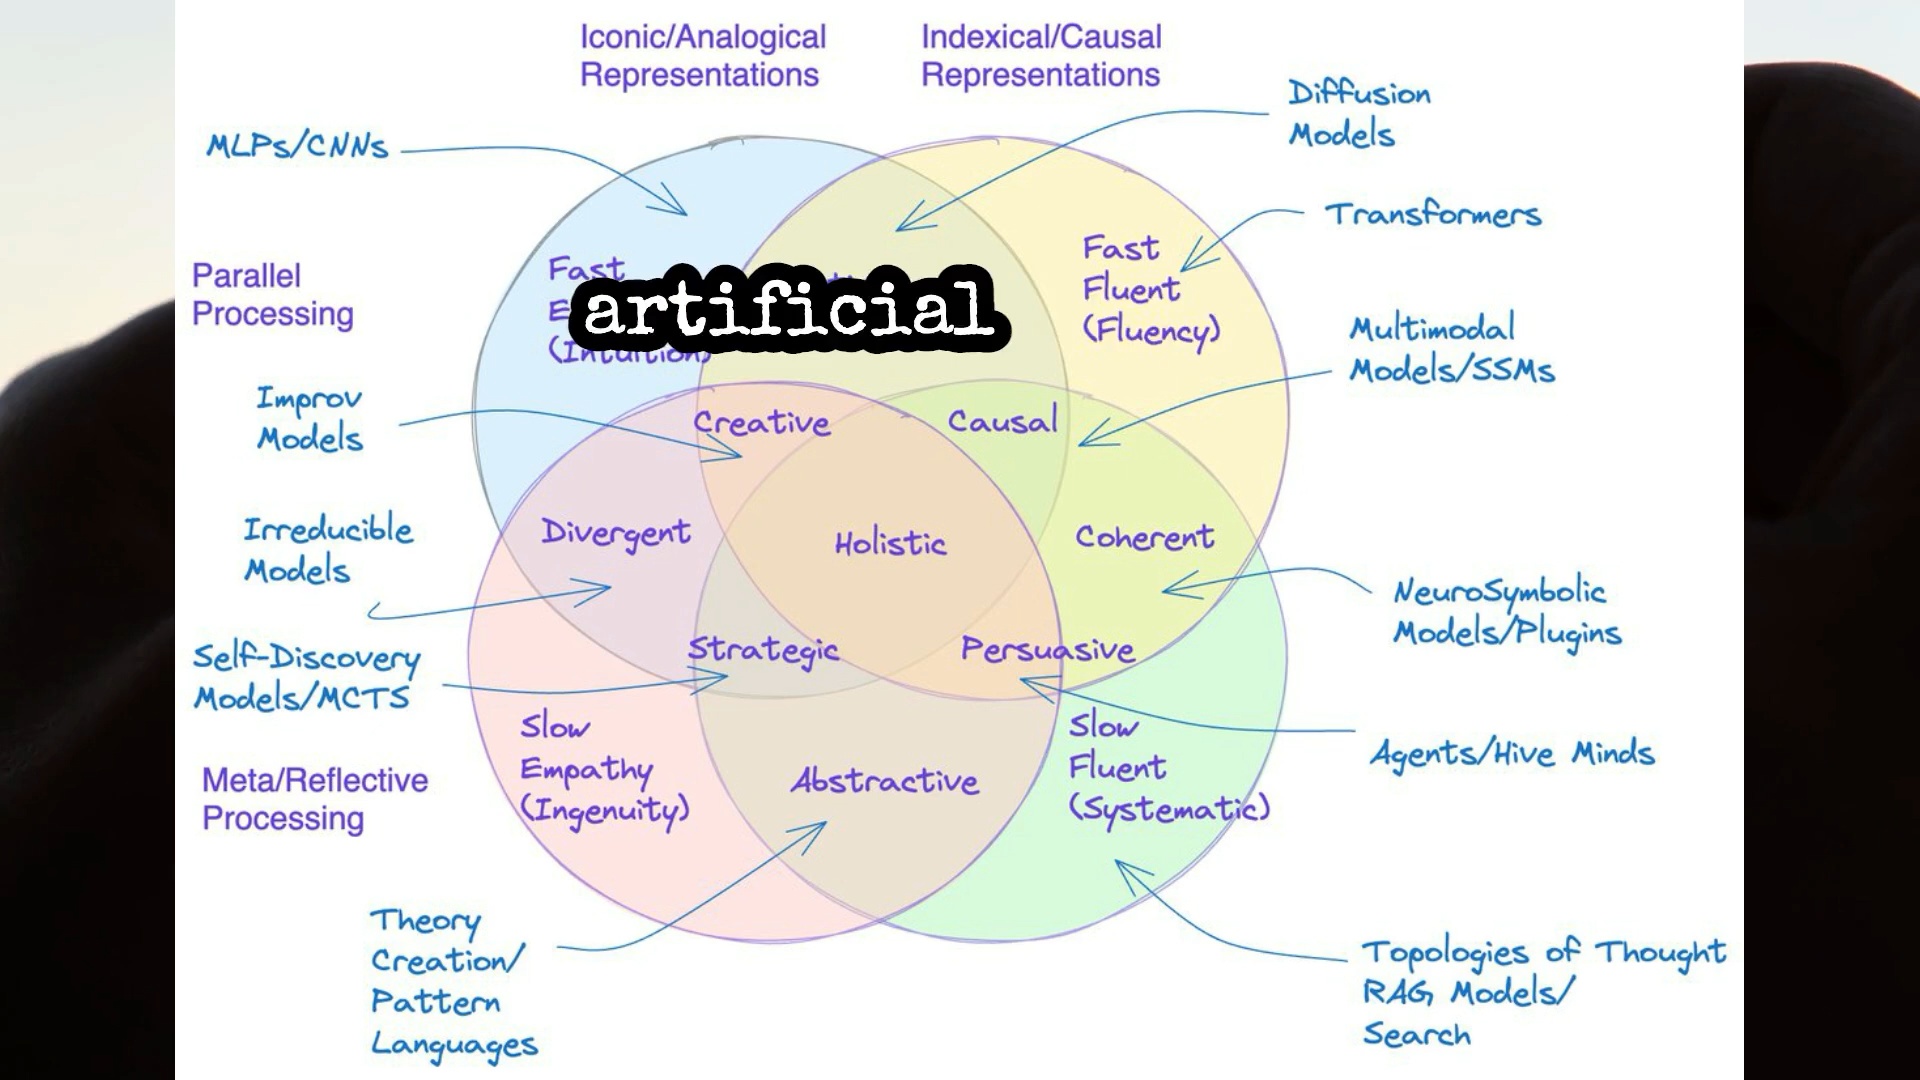 Iconic/Analogical
Representations
Indexical/Causal
Representations
Diffusion
Models
MLPs/CNNs
Transformers
Parallel
Processing
Fast
(Intuition)
artificial
Fast
Fluent
(Fluency)
Multimodal
Models/SSMs
Improv
Models
Creative
Causal
Irreducible
Models
Divergent
Holistic
Coherent
NeuroSymbolic
Models/Plugins
Self-Discovery
Models/MCTS
Strategic
Persuasive
Slow
Empathy
(Ingenuity)
Abstractive
Slow
Fluent
(Systematic)
Agents/Hive Minds
Meta/Reflective
Processing
Theory
Creation/
Pattern
Languages
Topologies of Thought
RAG Models/
Search